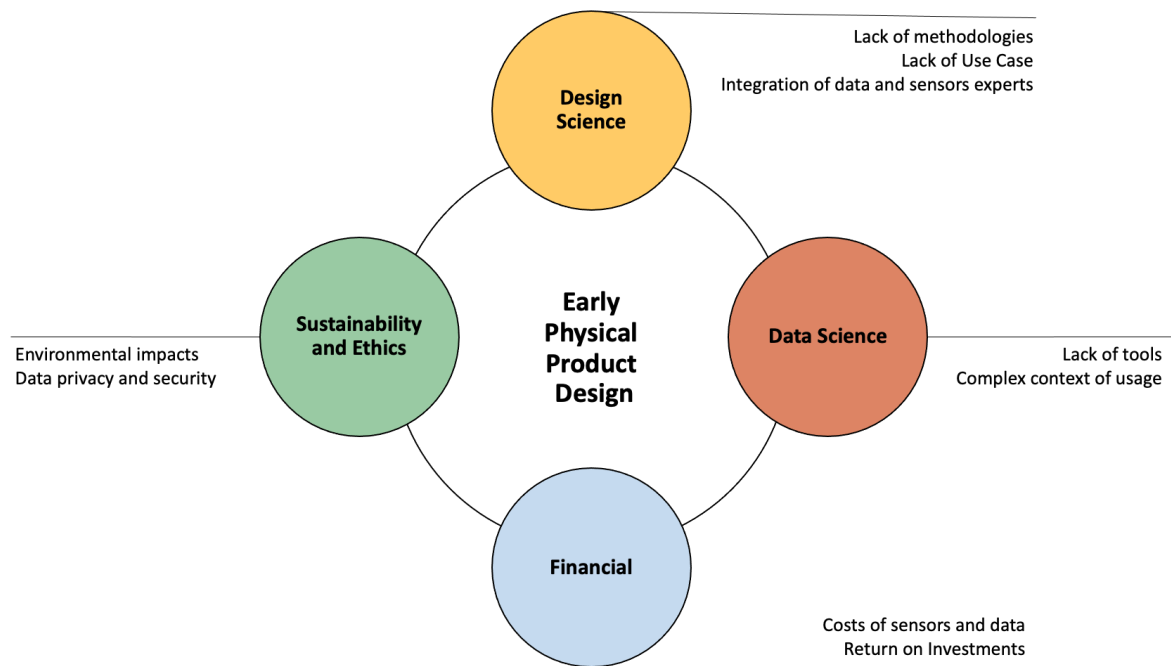 Lack of methodologies
Lack of Use Case
Integration of data and sensors experts
Design
Science
Sustainability
and Ethics
Early
Physical
Product
Design
Data Science
Environmental impacts
Data privacy and security
Lack of tools
Complex context of usage
Financial
Costs of sensors and data
Return on Investments